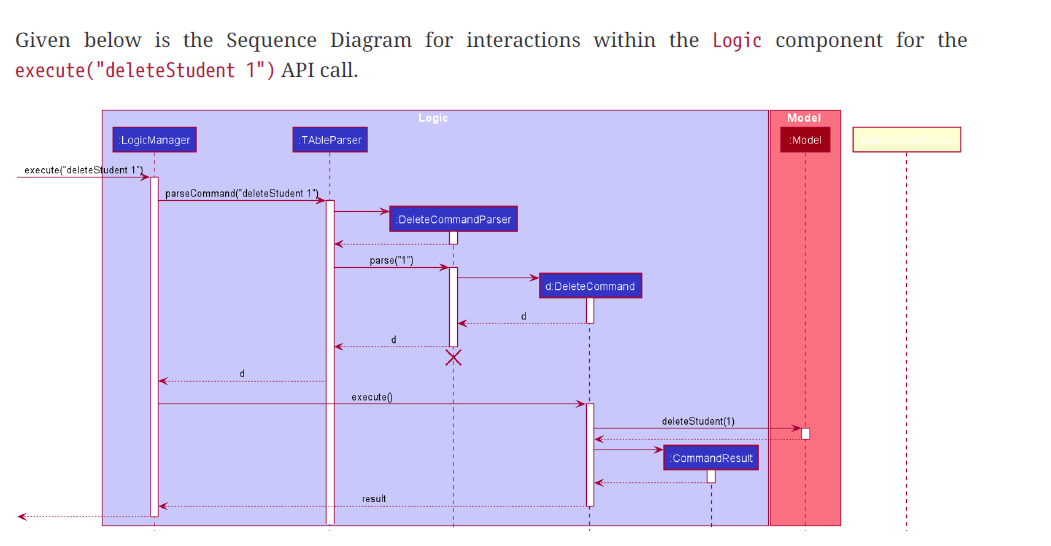 Given below is the Sequence Diagram for interactions within the Logic component for the
execute("deleteStudent 1") API call.
Logic
Model
:LogicManager
:TAbleParser
:Model
execute("deleteStudent 1")
parseCommand("deleteStudent 1")
:DeleteCommandParser
parse("1")
d:DeleteCommand
d
d
d
execute()
deleteStudent(1)
:CommandResult
result